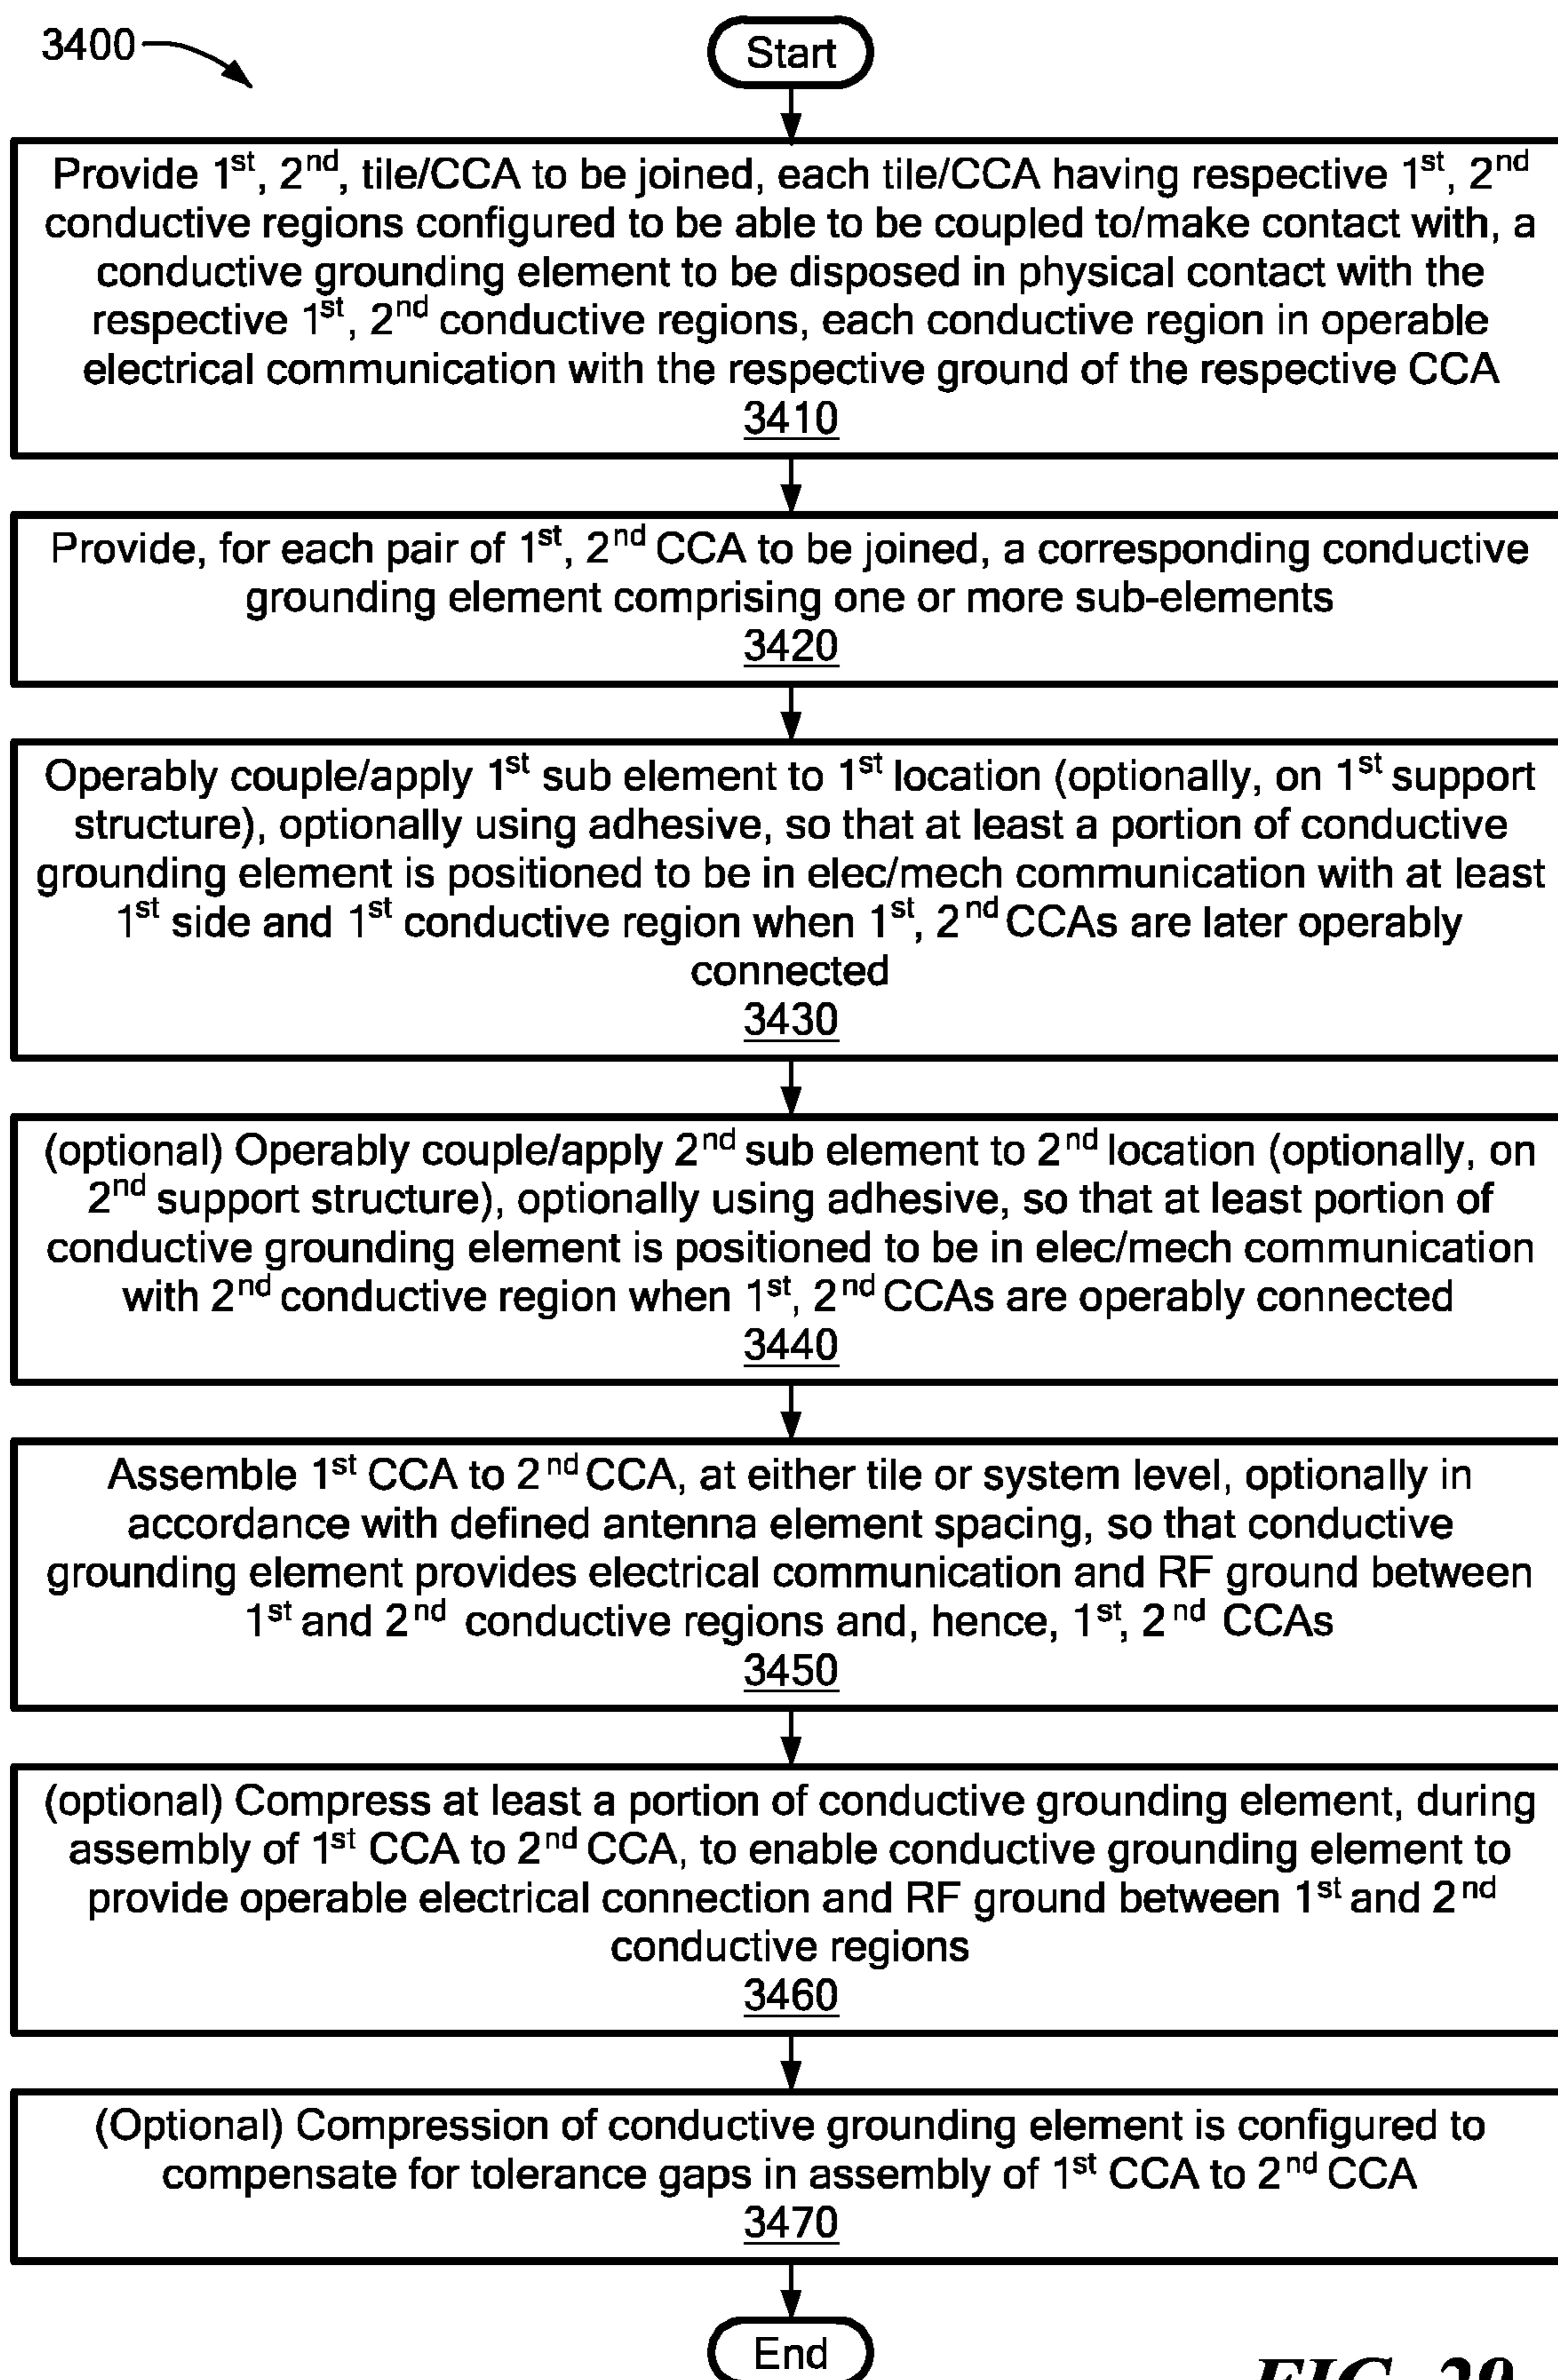 3400
Start
Provide 1st, 2nd, tile/CCA to be joined, each tile/CCA having respective 1st, 2nd
conductive regions configured to be able to be coupled to/make contact with, a
conductive grounding element to be disposed in physical contact with the
respective 1st, 2nd conductive regions, each conductive region in operable
electrical communication with the respective ground of the respective CCA
3410
Provide, for each pair of 1st, 2nd CCA to be joined, a corresponding conductive
grounding element comprising one or more sub-elements
3420
Operably couple/apply 1st sub element to 1st location (optionally, on 1st support
structure), optionally using adhesive, so that at least a portion of conductive
grounding element is positioned to be in elec/mech communication with at least
1st side and 1st conductive region when 1st, 2nd CCAs are later operably
connected
3430
(optional) Operably couple/apply 2nd sub element to 2nd location (optionally, on
2nd support structure), optionally using adhesive, so that at least portion of
conductive grounding element is positioned to be in elec/mech communication
with 2nd conductive region when 1st, 2nd CCAs are operably connected
3440
Assemble 1st CCA to 2nd CCA, at either tile or system level, optionally in
accordance with defined antenna element spacing, so that conductive
grounding element provides electrical communication and RF ground between
1st and 2nd conductive regions and, hence, 1st, 2nd CCAs
3450
(optional) Compress at least a portion of conductive grounding element, during
assembly of 1st CCA to 2nd CCA, to enable conductive grounding element to
provide operable electrical connection and RF ground between 1st and 2nd
conductive regions
3460
(Optional) Compression of conductive grounding element is configured to
compensate for tolerance gaps in assembly of 1st CCA to 2nd CCA
3470
End
FIG.